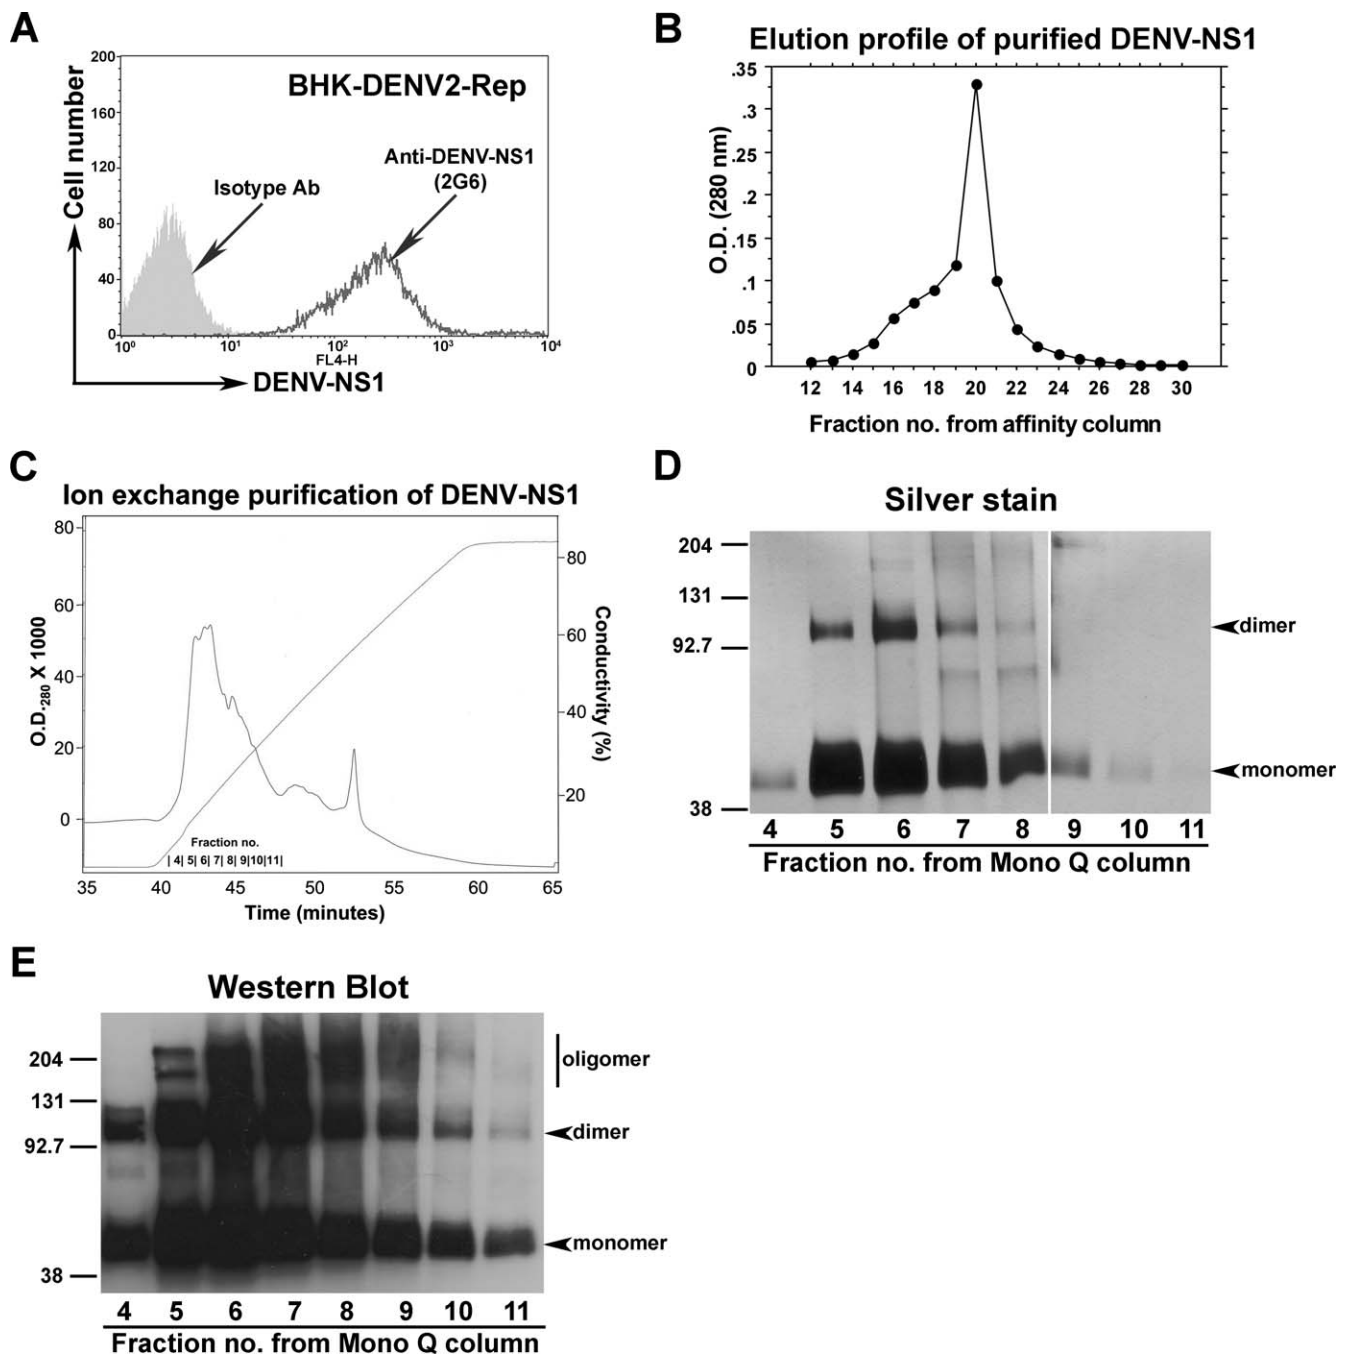 A
BHK-DENV2-Rep
Cell number
200
160
120
80
40
0
Isotype Ab
Anti-DENV-NS1
(2G6)
10⁰ 10¹ 10² 10³ 10⁴
FL4-H
DENV-NS1
B
Elution profile of purified DENV-NS1
O.D. (280 nm)
.35
.3
.25
.2
.15
.1
.05
0
12 14 16 18 20 22 24 26 28 30
Fraction no. from affinity column
C
Ion exchange purification of DENV-NS1
O.D.₂₈₀ X 1000
80
60
40
20
0
80
60
40
20
Conductivity (%)
Fraction no.
| 4| 5| 6| 7| 8| 9|10|11|
35 40 45 50 55 60 65
Time (minutes)
D
Silver stain
204
131
92.7
38
dimer
monomer
4 5 6 7 8 9 10 11
Fraction no. from Mono Q column
E
Western Blot
204
131
92.7
38
oligomer
dimer
monomer
4 5 6 7 8 9 10 11
Fraction no. from Mono Q column